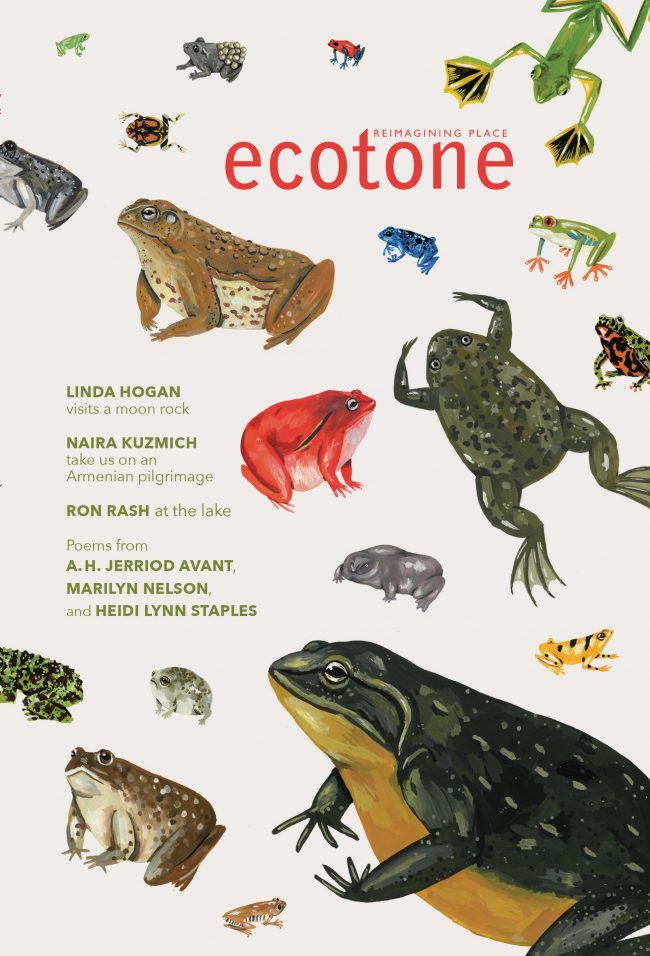 REIMAGINING PLACE
ecotone
LINDA HOGAN
visits a moon rock
NAIRA KUZMICH
take us on an
Armenian pilgrimage
RON RASH at the lake
Poems from
A. H. JERRIOD AVANT,
MARILYN NELSON,
and HEIDI LYNN STAPLES